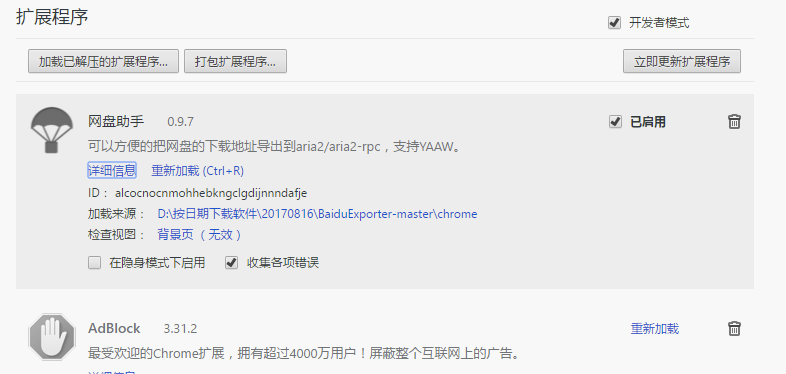 扩展程序
开发者模式
加载已解压的扩展程序... 打包扩展程序... 立即更新扩展程序
网盘助手 0.9.7 已启用
可以方便的把网盘的下载地址导出到aria2/aria2-rpc，支持YAAW。
详细信息 重新加载 (Ctrl+R)
ID： alcocnocnmohhebkngclgdijnnndafje
加载来源： D:\按日期下载软件\20170816\BaiduExporter-master\chrome
检查视图： 背景页 （无效）
在隐身模式下启用 收集各项错误
AdBlock 3.31.2 重新加载
最受欢迎的Chrome扩展，拥有超过4000万用户！屏蔽整个互联网上的广告。